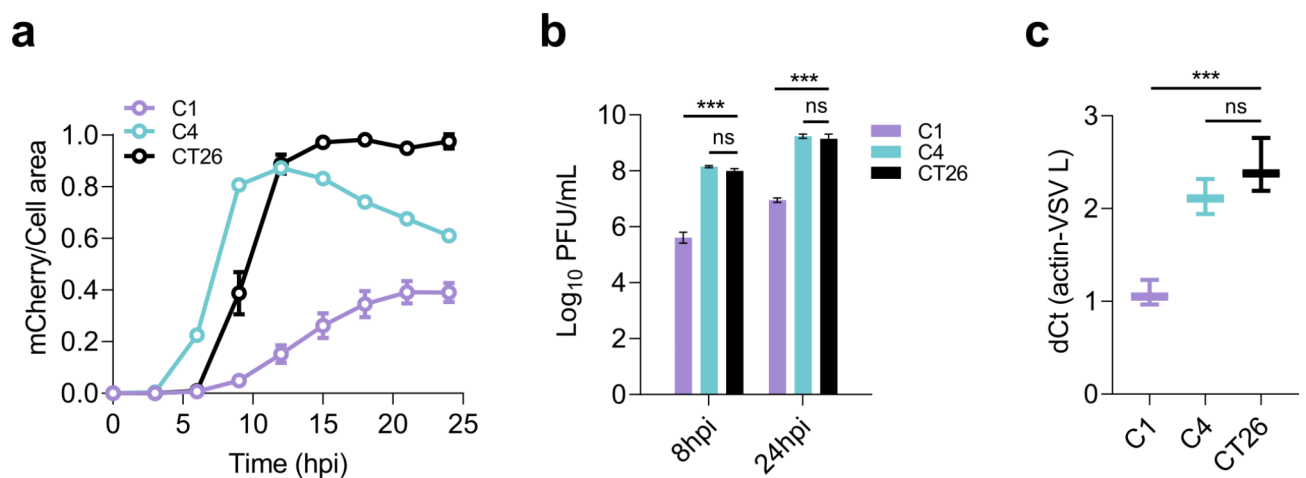 a
C1
C4
CT26
1.0
0.8
0.6
0.4
0.2
0.0
mCherry/Cell area
0 5 10 15 20 25
Time (hpi)
b
***
***
ns
ns
10
8
6
4
2
0
Log10 PFU/mL
8hpi
24hpi
C1
C4
CT26
c
***
ns
3
2
1
0
dCt (actin-VSV L)
C1
C4
CT26